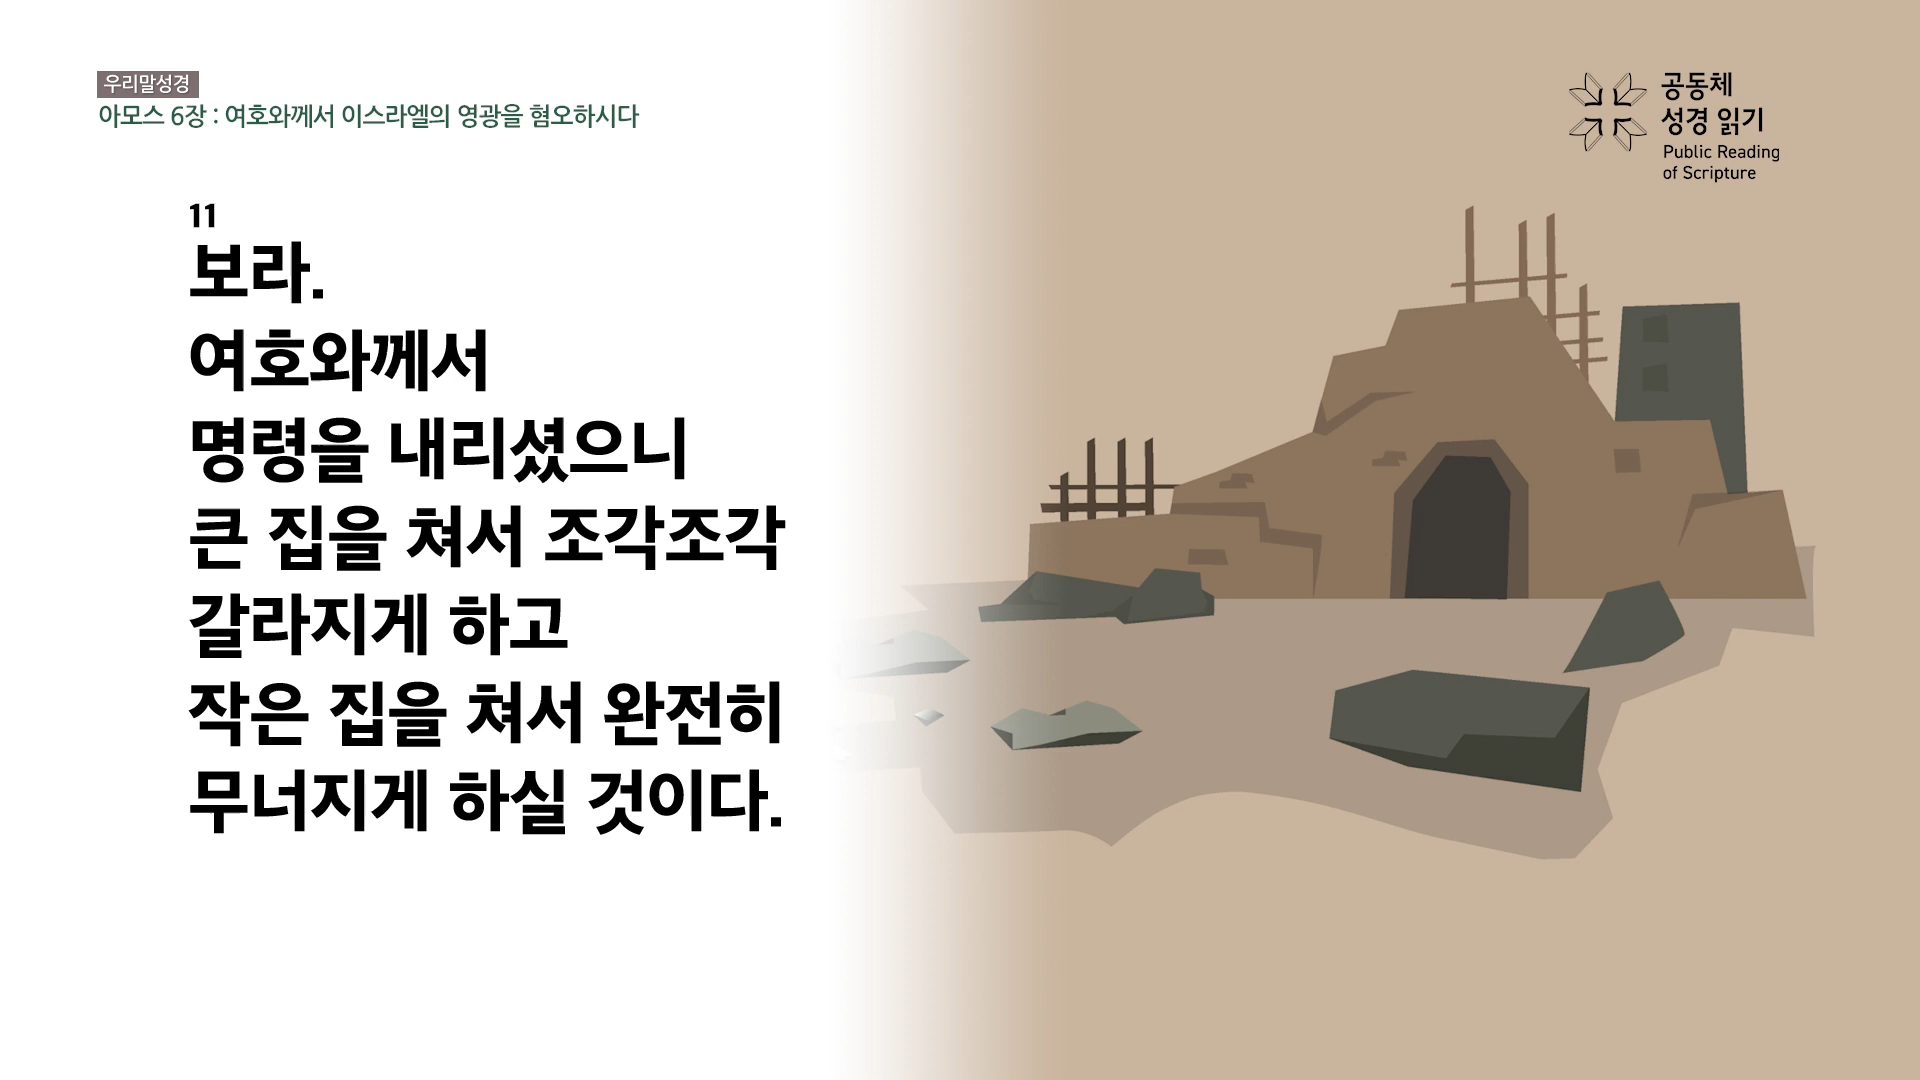 우리말성경
아모스 6장 : 여호와께서 이스라엘의 영광을 혐오하시다
공동체
성경 읽기
Public Reading
of Scripture
11
보라.
여호와께서
명령을 내리셨으니
큰 집을 쳐서 조각조각
갈라지게 하고
작은 집을 쳐서 완전히
무너지게 하실 것이다.